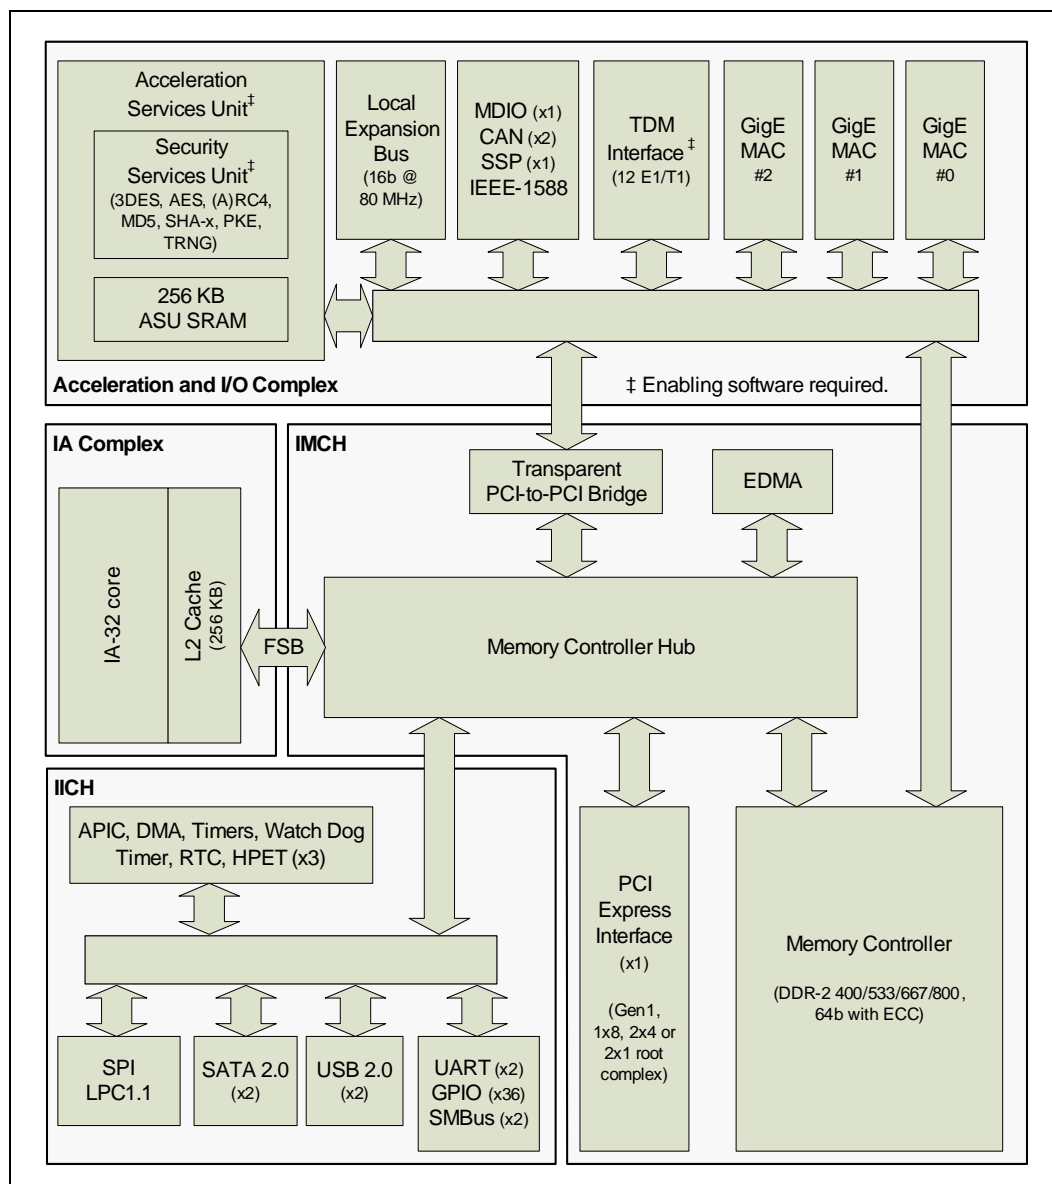 Acceleration
Services Unit‡
Security
Services Unit‡
(3DES, AES, (A)RC4,
MD5, SHA-x, PKE,
TRNG)
256 KB
ASU SRAM
Local
Expansion
Bus
(16b @
80 MHz)
MDIO (x1)
CAN (x2)
SSP (x1)
IEEE-1588
TDM
Interface ‡
(12 E1/T1)
GigE
MAC
#2
GigE
MAC
#1
GigE
MAC
#0
Acceleration and I/O Complex
‡ Enabling software required.
IA Complex
IA-32 core
L2 Cache
(256 KB)
FSB
IMCH
Transparent
PCI-to-PCI Bridge
EDMA
Memory Controller Hub
IICH
APIC, DMA, Timers, Watch Dog
Timer, RTC, HPET (x3)
SPI
LPC1.1
SATA 2.0
(x2)
USB 2.0
(x2)
UART (x2)
GPIO (x36)
SMBus (x2)
PCI
Express
Interface
(x1)
(Gen1,
1x8, 2x4 or
2x1 root
complex)
Memory Controller
(DDR-2 400/533/667/800 ,
64b with ECC)